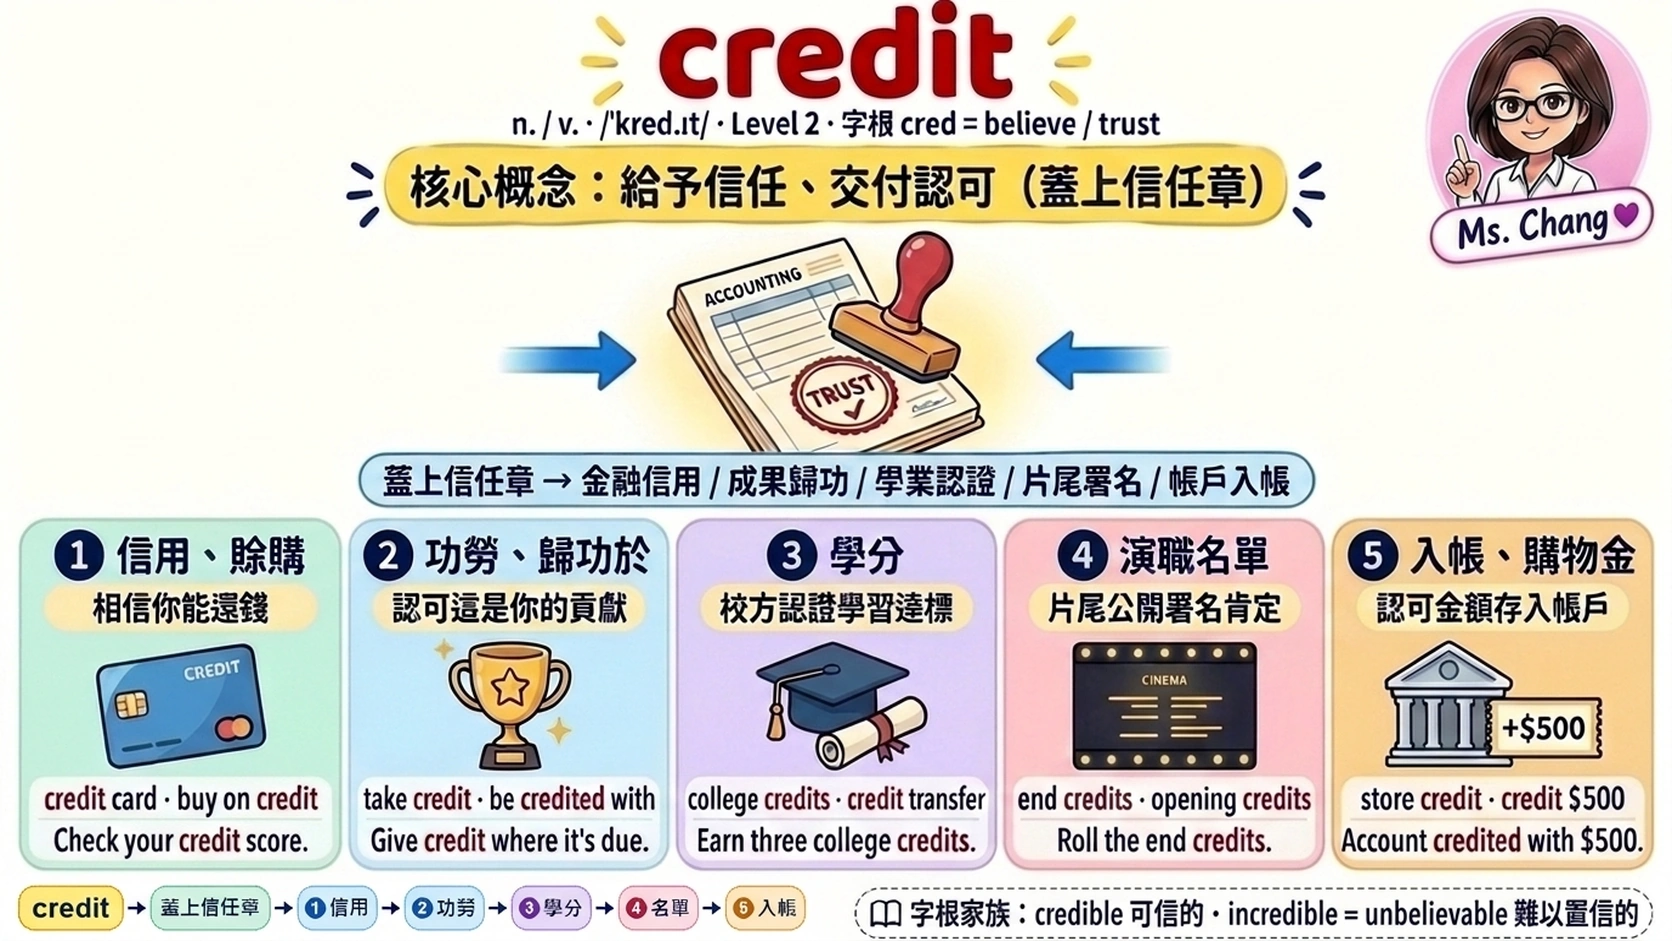 credit
n. / v. · /ˈkred.ɪt/ · Level 2 · 字根 cred = believe / trust
核心概念：給予信任、交付認可（蓋上信任章）
Ms. Chang
ACCOUNTING
TRUST
蓋上信任章 → 金融信用 / 成果歸功 / 學業認證 / 片尾署名 / 帳戶入帳
1 信用、賒購
相信你能還錢
CREDIT
credit card · buy on credit
Check your credit score.
2 功勞、歸功於
認可這是你的貢獻
take credit · be credited with
Give credit where it's due.
3 學分
校方認證學習達標
college credits · credit transfer
Earn three college credits.
4 演職名單
片尾公開署名肯定
CINEMA
end credits · opening credits
Roll the end credits.
5 入帳、購物金
認可金額存入帳戶
+$500
store credit · credit $500
Account credited with $500.
credit → 蓋上信任章 → 1 信用 → 2 功勞 → 3 學分 → 4 名單 → 5 入帳
字根家族：credible 可信的 · incredible = unbelievable 難以置信的